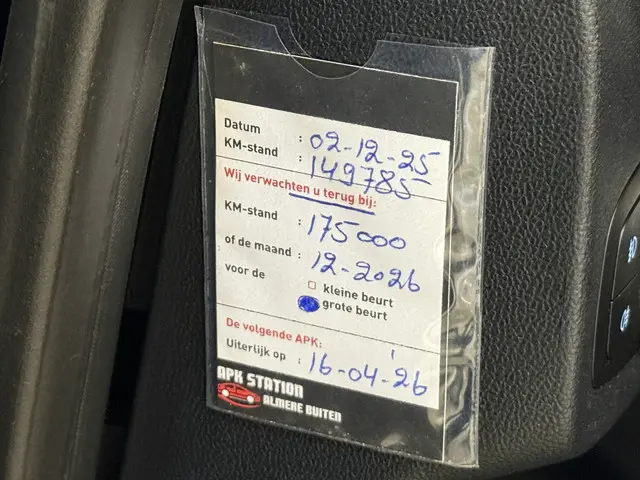 Datum : 02-12-25
KM-stand : 149785
Wij verwachten u terug bij:
KM-stand : 175000
of de maand : 12-2026
voor de kleine beurt
grote beurt
De volgende APK:
Uiterlijk op : 16-04-26
APK STATION
ALMERE BUITEN